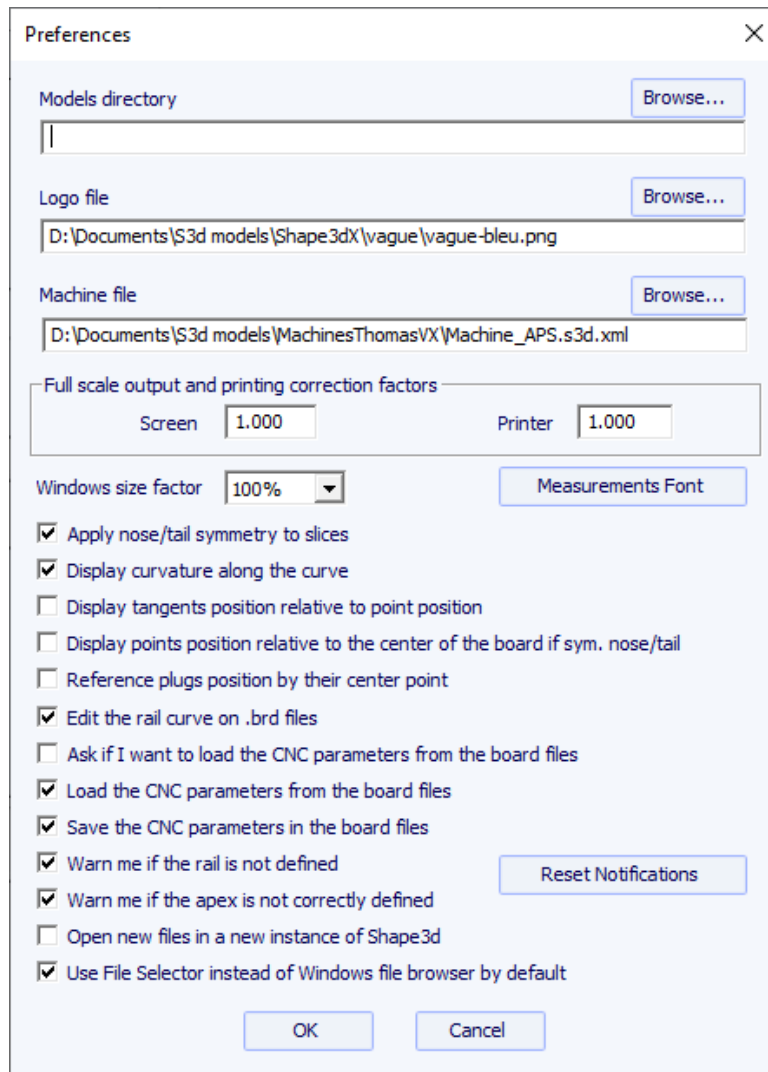 Preferences
Models directory
Browse...
Logo file
Browse...
D:\Documents\S3d models\Shape3dX\vague\vague-bleu.png
Machine file
Browse...
D:\Documents\S3d models\MachinesThomasVX\Machine_APS.s3d.xml
Full scale output and printing correction factors
Screen 1.000 Printer 1.000
Windows size factor 100% Measurements Font
Apply nose/tail symmetry to slices
Display curvature along the curve
Display tangents position relative to point position
Display points position relative to the center of the board if sym. nose/tail
Reference plugs position by their center point
Edit the rail curve on .brd files
Ask if I want to load the CNC parameters from the board files
Load the CNC parameters from the board files
Save the CNC parameters in the board files
Warn me if the rail is not defined
Reset Notifications
Warn me if the apex is not correctly defined
Open new files in a new instance of Shape3d
Use File Selector instead of Windows file browser by default
OK Cancel